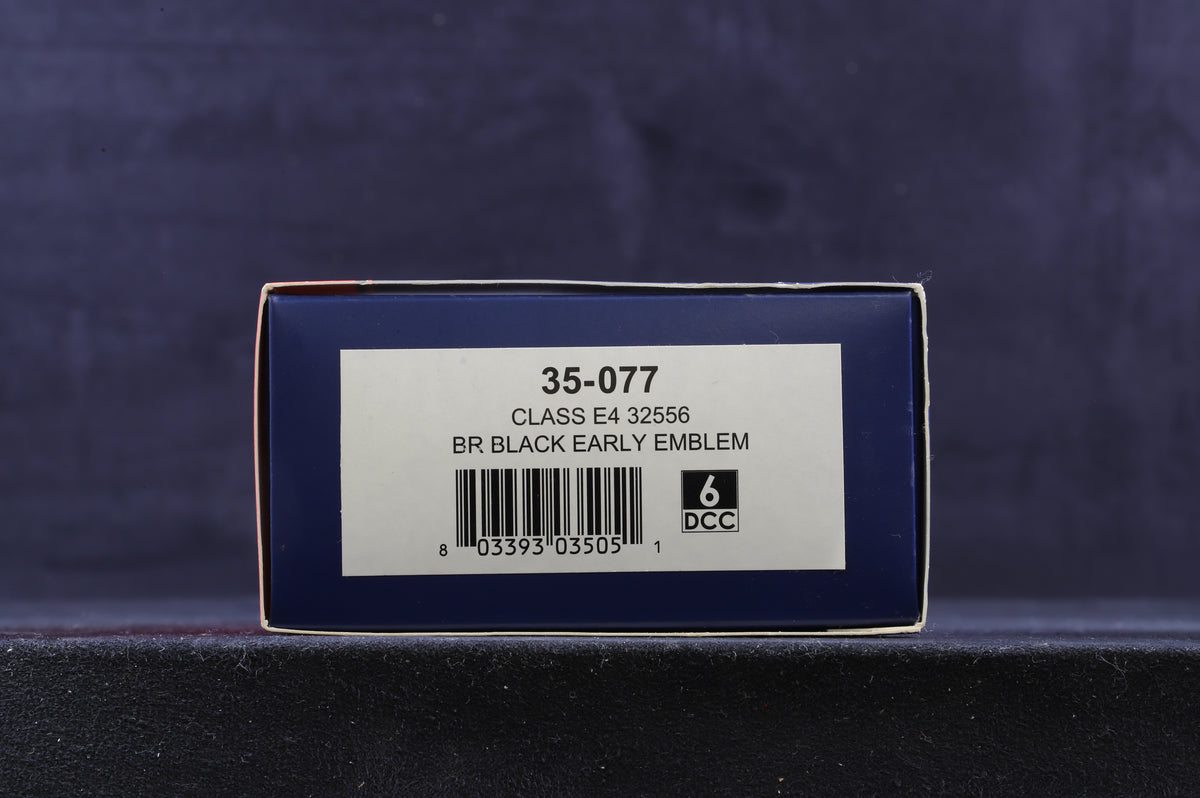 35-077
CLASS E4 32556
BR BLACK EARLY EMBLEM
6
DCC
8 03393 03505 1